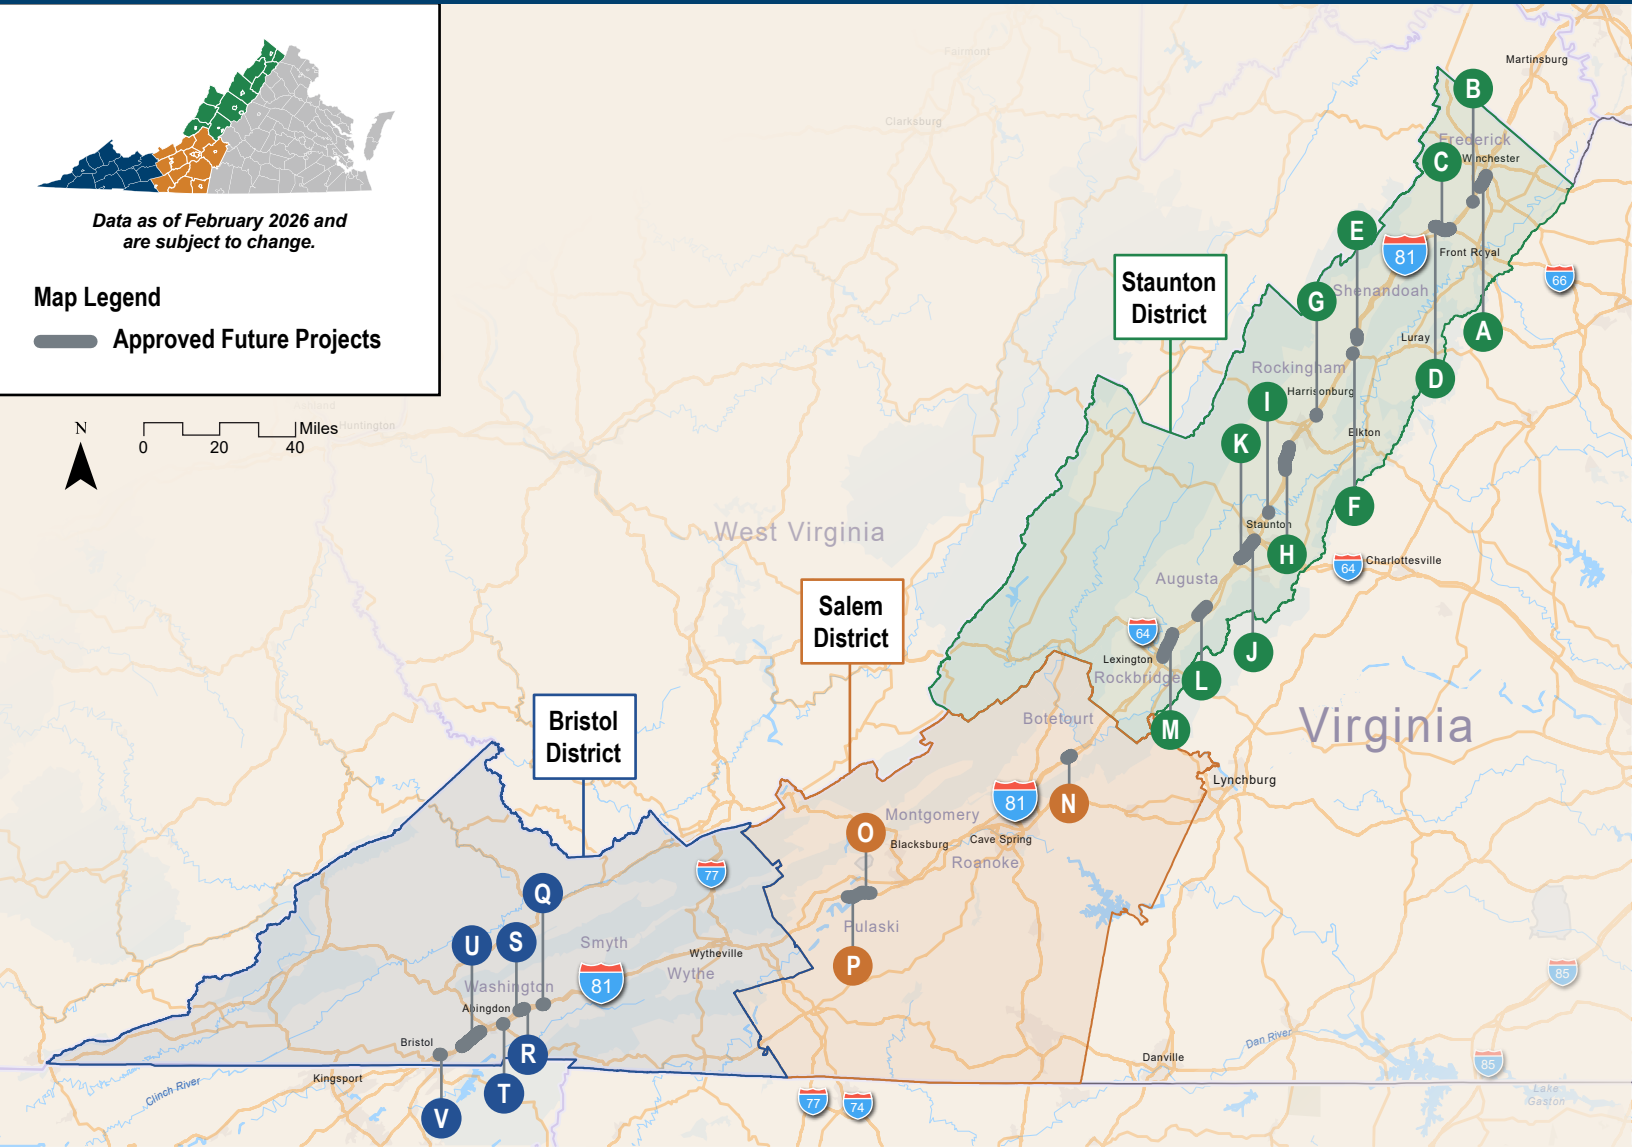 Data as of February 2026 and
are subject to change.
Map Legend
Approved Future Projects
N
Miles
0 20 40
Fairmont
Clarksburg
Huntington
Martinsburg
B
Frederick
C
Winchester
E
81
Front Royal
66
G
Shenandoah
A
Luray
D
Staunton
District
Rockingham
Harrisonburg
I
Elkton
K
F
Staunton
H
64
Charlottesville
West Virginia
Augusta
Salem
District
64
J
Lexington
Rockbridge
L
M
Virginia
Botetourt
Bristol
District
N
Lynchburg
81
Montgomery
O
Blacksburg
Cave Spring
Roanoke
77
Q
Pulaski
U
S
Smyth
Wytheville
P
Wythe
81
Washington
Abingdon
85
Bristol
R
Dan River
Danville
85
Kingsport
Clinch River
T
V
77
74
Lake
Gaston